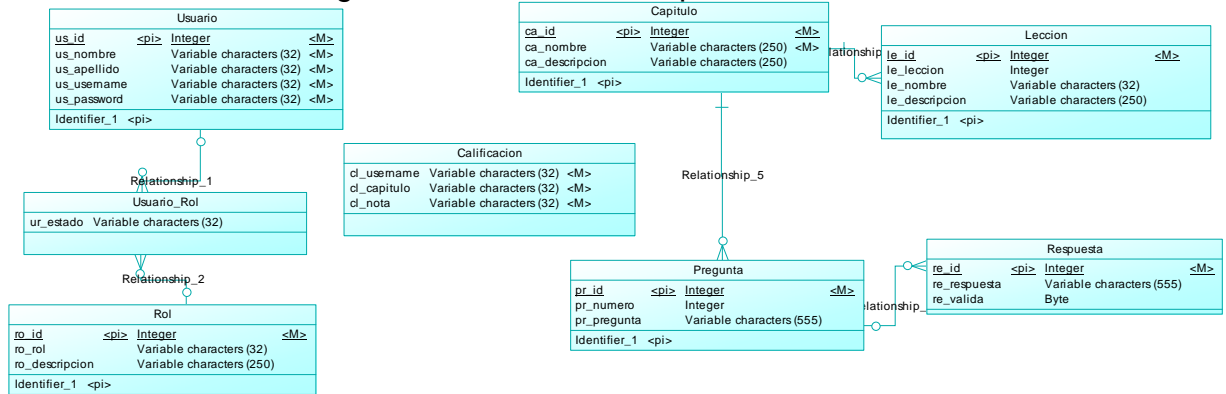 Usuario
us_id <pi> Integer <M>
us_nombre Variable characters (32) <M>
us_apellido Variable characters (32) <M>
us_username Variable characters (32) <M>
us_password Variable characters (32) <M>
Identifier_1 <pi>
Capitulo
ca_id <pi> Integer <M>
ca_nombre Variable characters (250) <M>
ca_descripcion Variable characters (250)
Identifier_1 <pi>
lationship
Leccion
le_id <pi> Integer <M>
le_leccion Integer
le_nombre Variable characters (32)
le_descripcion Variable characters (250)
Identifier_1 <pi>
Relationship_1
Usuario_Rol
ur_estado Variable characters (32)
Relationship_2
Rol
ro_id <pi> Integer <M>
ro_rol Variable characters (32)
ro_descripcion Variable characters (250)
Identifier_1 <pi>
Calificacion
cl_username Variable characters (32) <M>
cl_capitulo Variable characters (32) <M>
cl_nota Variable characters (32) <M>
Relationship_5
Pregunta
pr_id <pi> Integer <M>
pr_numero Integer
pr_pregunta Variable characters (555)
Identifier_1 <pi>
elationship_
Respuesta
re_id <pi> Integer <M>
re_respuesta Variable characters (555)
re_valida Byte
Identifier_1 <pi>